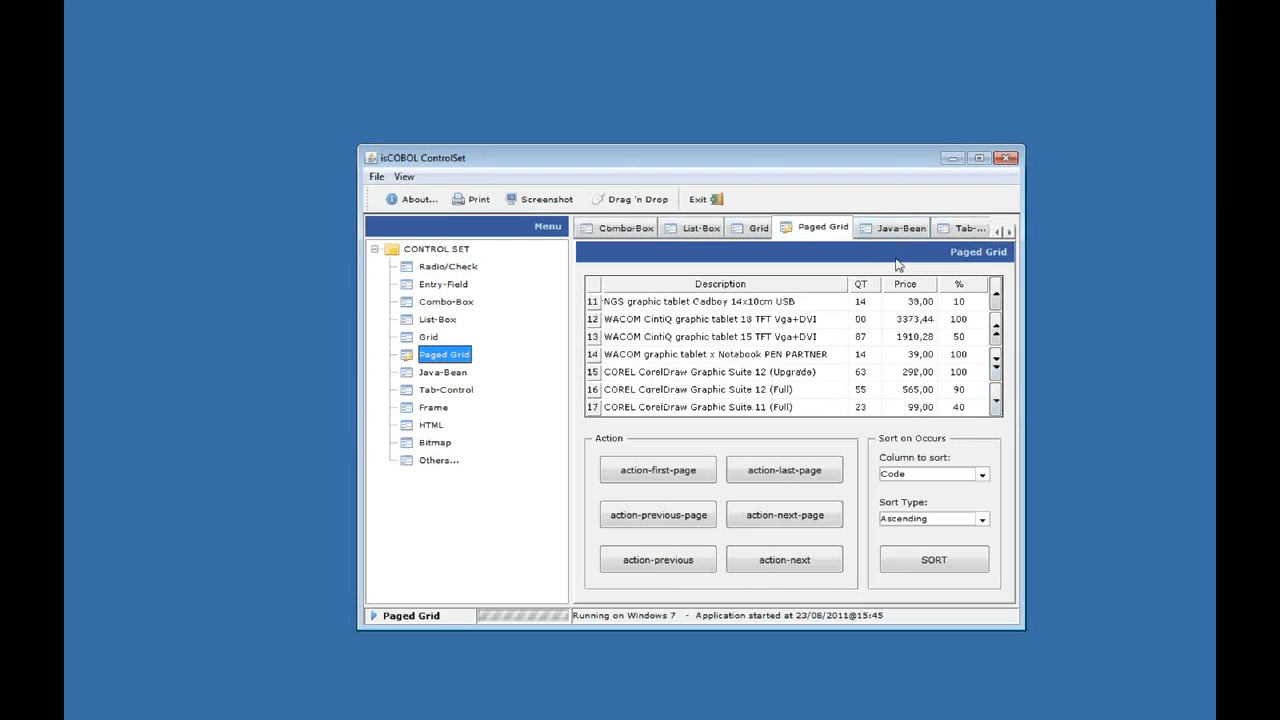 isCOBOL ControlSet
File View
About... Print Screenshot Drag 'n Drop Exit
Menu
CONTROL SET
Radio/Check
Entry-Field
Combo-Box
List-Box
Grid
Paged Grid
Java-Bean
Tab-Control
Frame
HTML
Bitmap
Others...
Combo-Box List-Box Grid Paged Grid Java-Bean Tab-...
Paged Grid
Description QT Price %
11 NGS graphic tablet Cadboy 14x10cm USB 14 39,00 10
12 WACOM CintiQ graphic tablet 18 TFT Vga+DVI 00 3373,44 100
13 WACOM CintiQ graphic tablet 15 TFT Vga+DVI 87 1910,28 50
14 WACOM graphic tablet x Notabook PEN PARTNER 14 39,00 100
15 COREL CorelDraw Graphic Suite 12 (Upgrade) 63 298,00 100
16 COREL CorelDraw Graphic Suite 12 (Full) 55 565,00 90
17 COREL CorelDraw Graphic Suite.11 (Full) 23 99,00 40
Action
action-first-page action-last-page
action-previous-page action-next-page
action-previous action-next
Sort on Occurs
Column to sort:
Code
Sort Type:
Ascending
SORT
Paged Grid Running on Windows 7 - Application started at 23/08/2011@15:45